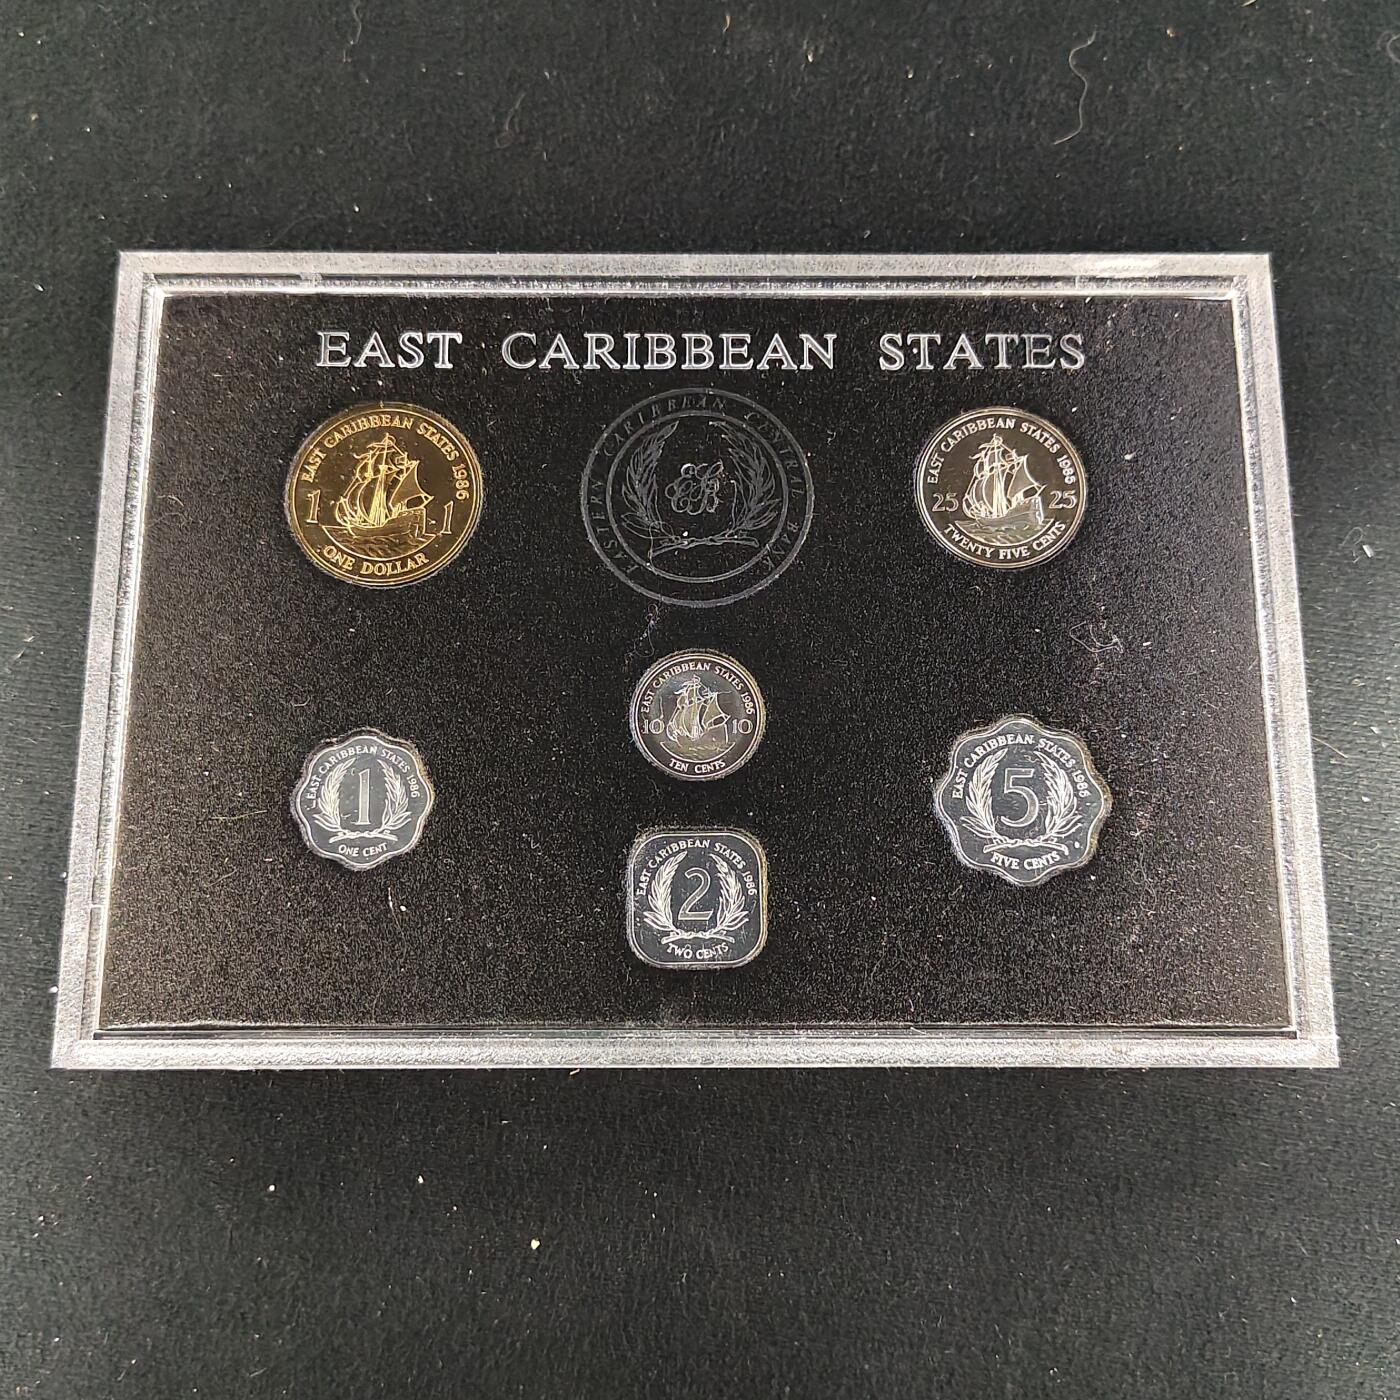 EAST CARIBBEAN STATES
EAST CARIBBEAN STATES 1986
1 1
ONE DOLLAR
EASTERN CARIBBEAN CENTRAL BANK
EAST CARIBBEAN STATES 1986
25 25
TWENTY FIVE CENTS
EAST CARIBBEAN STATES 1986
10 10
TEN CENTS
EAST CARIBBEAN STATES 1986
1
ONE CENT
EAST CARIBBEAN STATES 1986
5
FIVE CENTS
EAST CARIBBEAN STATES 1986
2
TWO CENTS